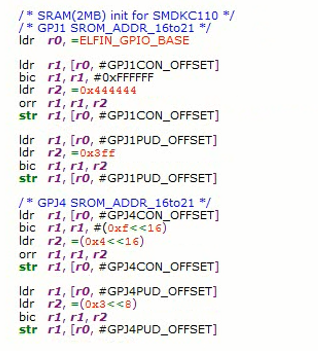 /* SRAM(2MB) init for SMDKC110 */
/* GPJ1 SROM_ADDR_16to21 */
ldr r0, =ELFIN_GPIO_BASE
ldr r1, [r0, #GPJ1CON_OFFSET]
bic r1, r1, #0xFFFFFF
ldr r2, =0x444444
orr r1, r1, r2
str r1, [r0, #GPJ1CON_OFFSET]
ldr r1, [r0, #GPJ1PUD_OFFSET]
ldr r2, =0x3ff
bic r1, r1, r2
str r1, [r0, #GPJ1PUD_OFFSET]
/* GPJ4 SROM_ADDR_16to21 */
ldr r1, [r0, #GPJ4CON_OFFSET]
bic r1, r1, #(0xf<<16)
ldr r2, =(0x4<<16)
orr r1, r1, r2
str r1, [r0, #GPJ4CON_OFFSET]
ldr r1, [r0, #GPJ4PUD_OFFSET]
ldr r2, =(0x3<<8)
bic r1, r1, r2
str r1, [r0, #GPJ4PUD_OFFSET]